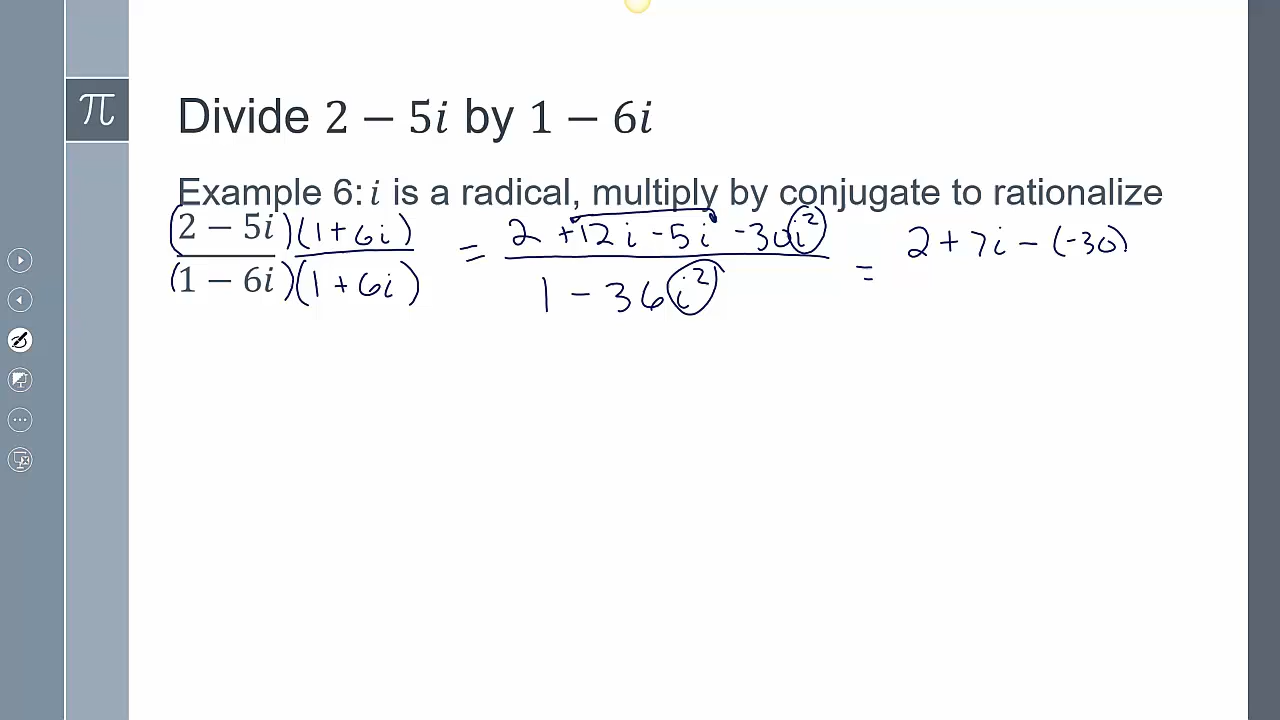 π
Divide 2 − 5i by 1 − 6i
Example 6: i is a radical, multiply by conjugate to rationalize
(2 − 5i)(1+6i) = 2 +12i −5i −30i² = 2+7i −(−30)
(1 − 6i)(1+6i) 1 − 36i²